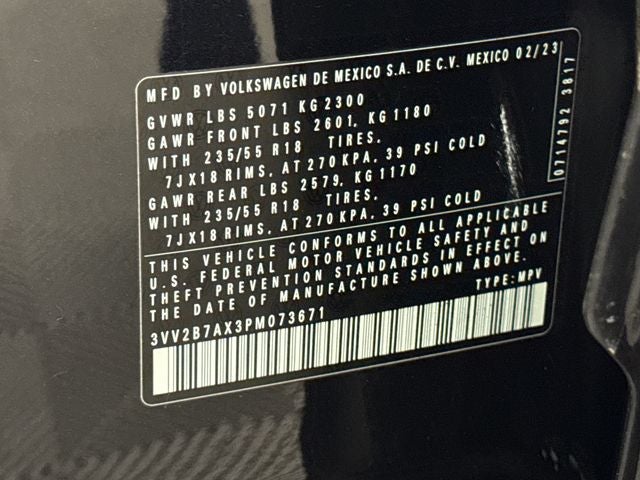 MFD BY VOLKSWAGEN DE MEXICO S.A. DE C.V. MEXICO 02/23
GVWR LBS 5071 KG 2300
GAWR FRONT LBS 2601, KG 1180
WITH 235/55 R18 TIRES.
7JX18 RIMS, AT 270 KPA, 39 PSI COLD
GAWR REAR LBS 2579, KG 1170
WITH 235/55 R18 TIRES.
7JX18 RIMS, AT 270 KPA, 39 PSI COLD
07/4792 3817
THIS VEHICLE CONFORMS TO ALL APPLICABLE
U.S. FEDERAL MOTOR VEHICLE SAFETY AND
THEFT PREVENTION STANDARDS IN EFFECT ON
THE DATE OF MANUFACTURE SHOWN ABOVE.
TYPE: MPV
3VV2B7AX3PM073671